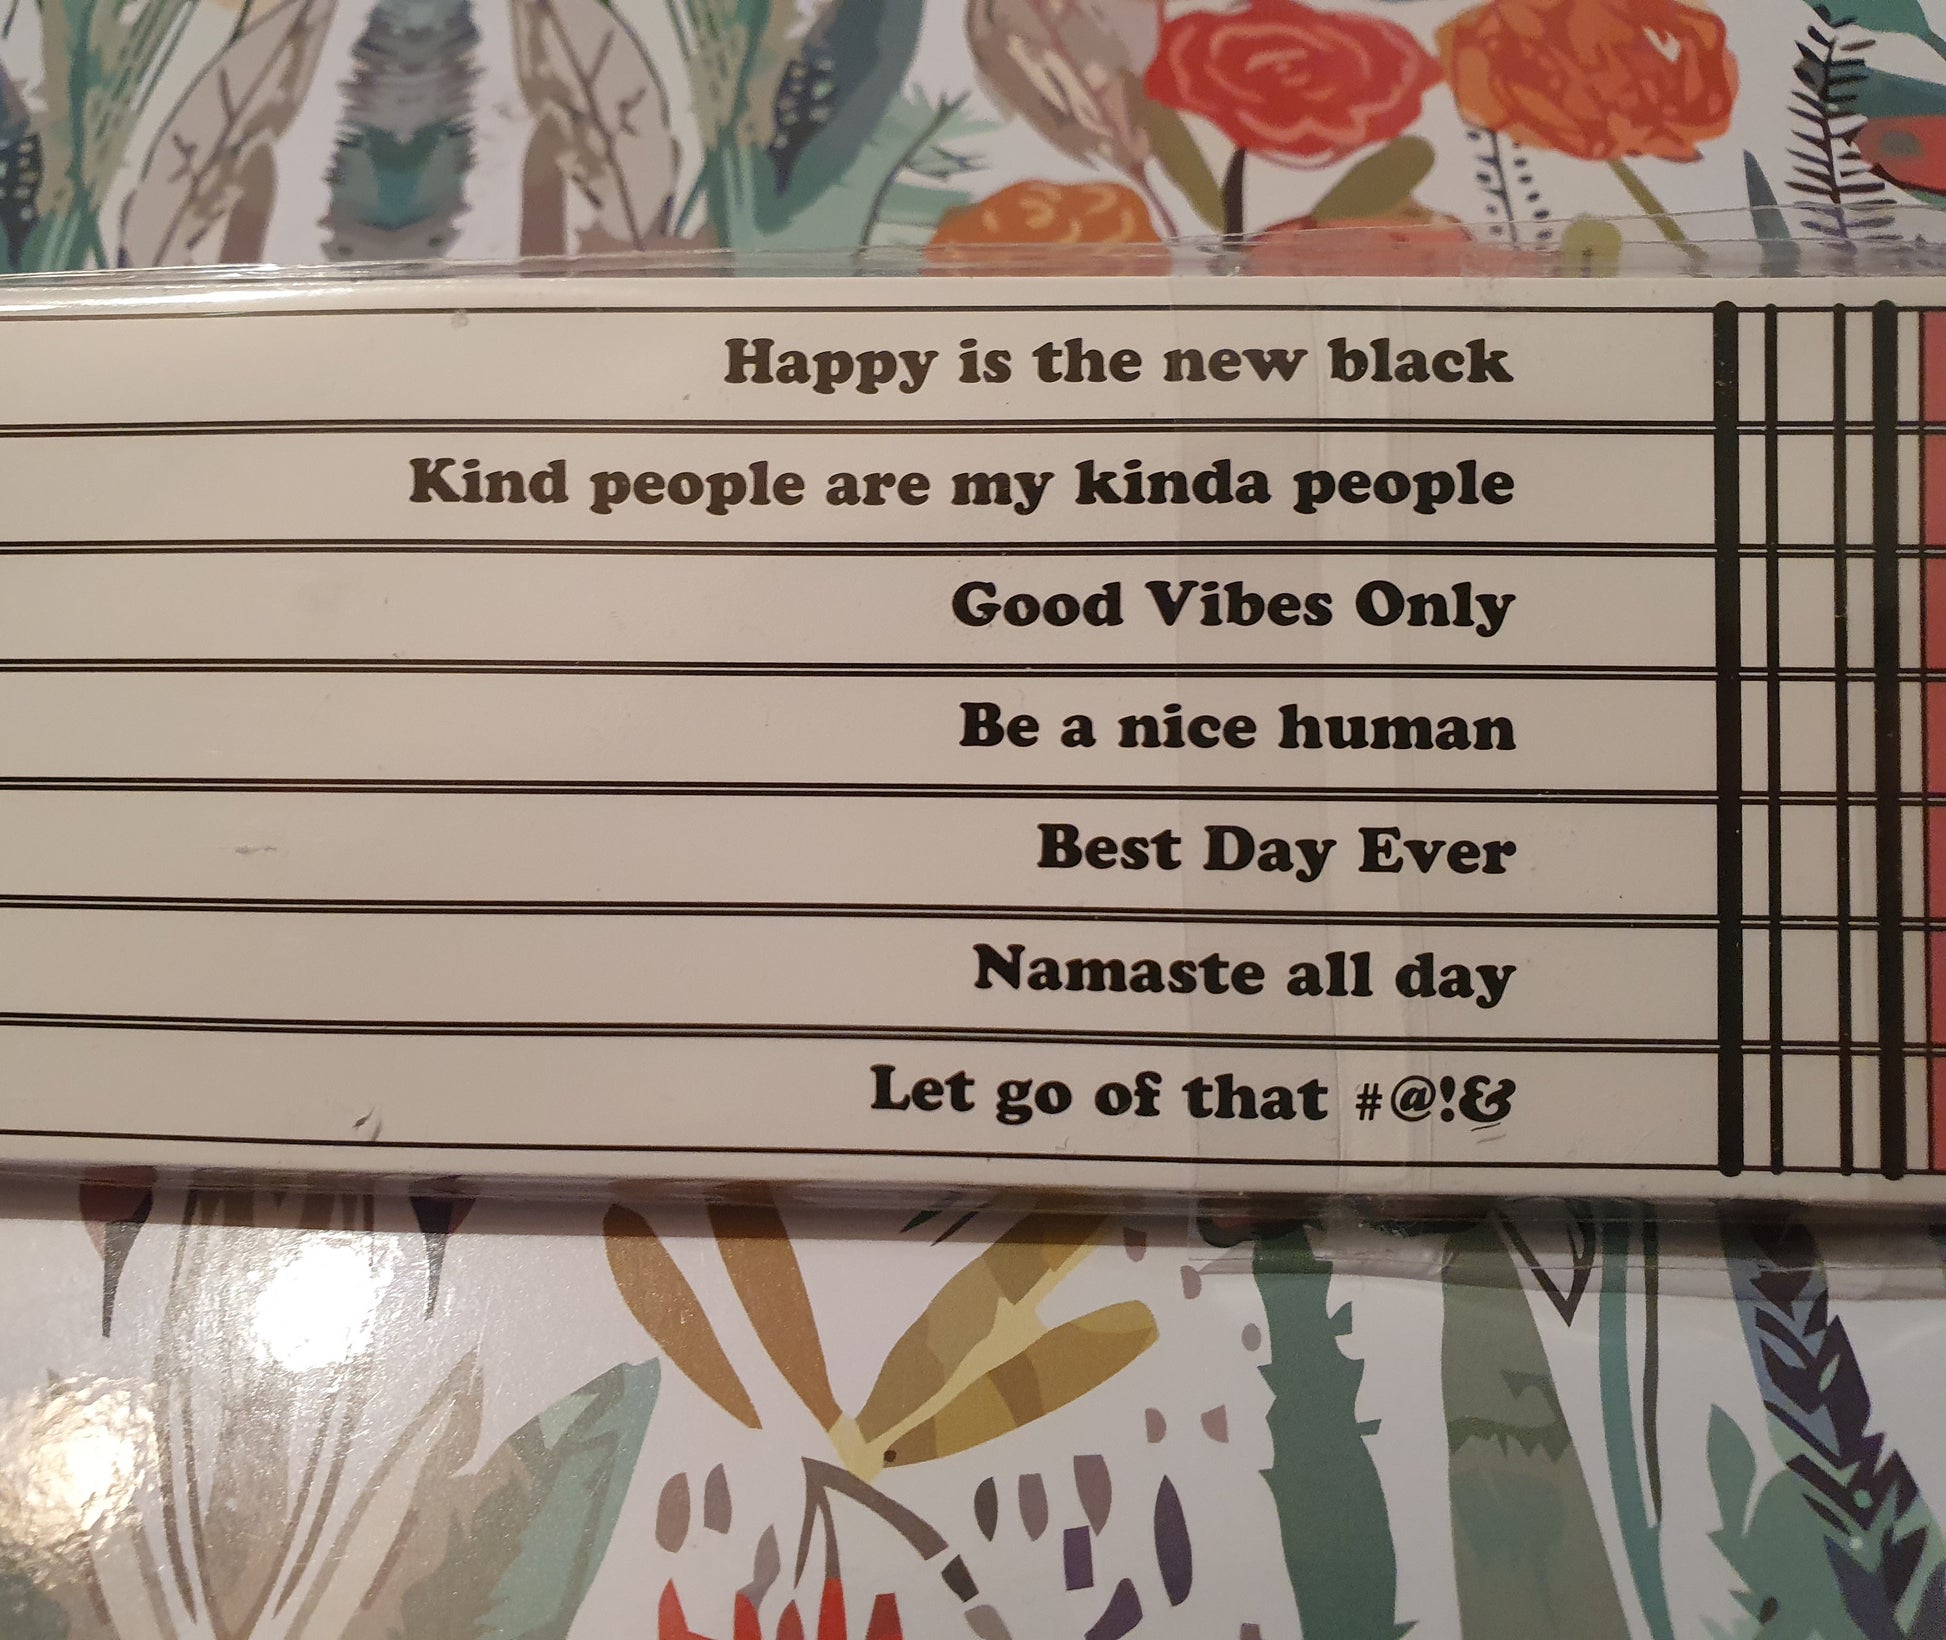 Happy is the new black
Kind people are my kinda people
Good Vibes Only
Be a nice human
Best Day Ever
Namaste all day
Let go of that #@!&